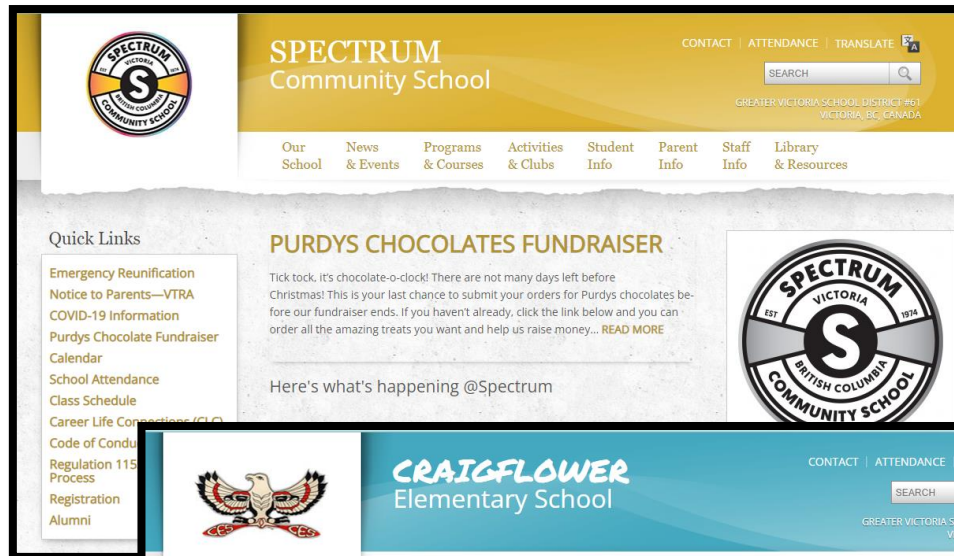 SPECTRUM
VICTORIA
EST
S
1974
BRITISH COLUMBIA
COMMUNITY SCHOOL
SPECTRUM
Community School
CONTACT | ATTENDANCE | TRANSLATE
SEARCH
GREATER VICTORIA SCHOOL DISTRICT #61
VICTORIA, BC, CANADA
Our School
News & Events
Programs & Courses
Activities & Clubs
Student Info
Parent Info
Staff Info
Library & Resources
Quick Links
Emergency Reunification
Notice to Parents—VTRA
COVID-19 Information
Purdys Chocolate Fundraiser
Calendar
School Attendance
Class Schedule
Career Life Connections (CLC)
Code of Condu
Regulation 115
Process
Registration
Alumni
PURDYS CHOCOLATES FUNDRAISER
Tick tock, it's chocolate-o-clock! There are not many days left before
Christmas! This is your last chance to submit your orders for Purdys chocolates be-
fore our fundraiser ends. If you haven't already, click the link below and you can
order all the amazing treats you want and help us raise money... READ MORE
Here's what's happening @Spectrum
SPECTRUM
VICTORIA
EST
1974
S
BRITISH COLUMBIA
COMMUNITY SCHOOL
CES CES
CRAIGFLOWER
Elementary School
CONTACT | ATTENDANCE |
SEARCH
GREATER VICTORIA S
V